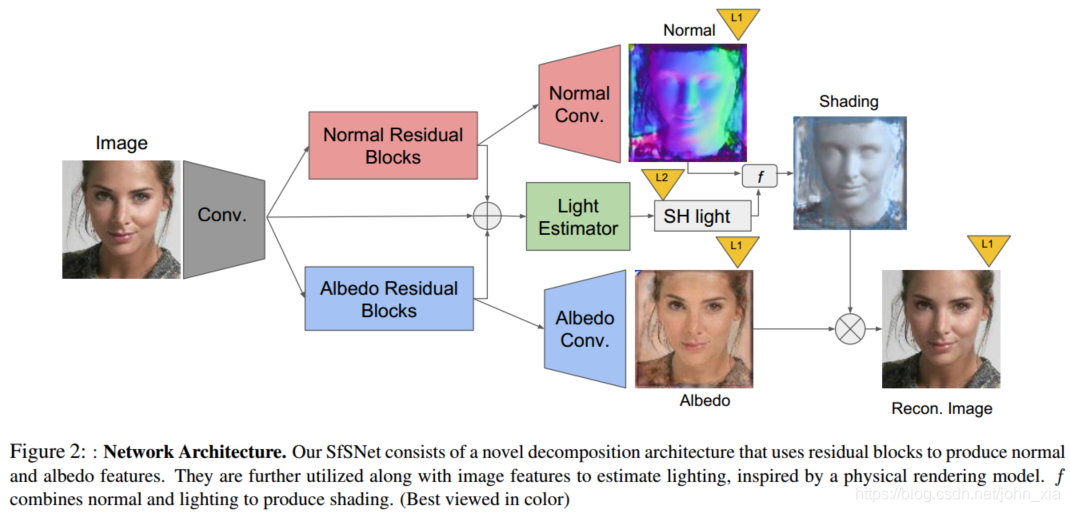 Image
Conv.
Normal Residual
Blocks
Albedo Residual
Blocks
Normal
Conv.
Normal
L1
Light
Estimator
L2
SH light
f
Shading
Albedo
Conv.
L1
Albedo
L1
Recon. Image
Figure 2: : Network Architecture. Our SfSNet consists of a novel decomposition architecture that uses residual blocks to produce normal
and albedo features. They are further utilized along with image features to estimate lighting, inspired by a physical rendering model. f
combines normal and lighting to produce shading. (Best viewed in color)
https://blog.csdn.net/john_xia